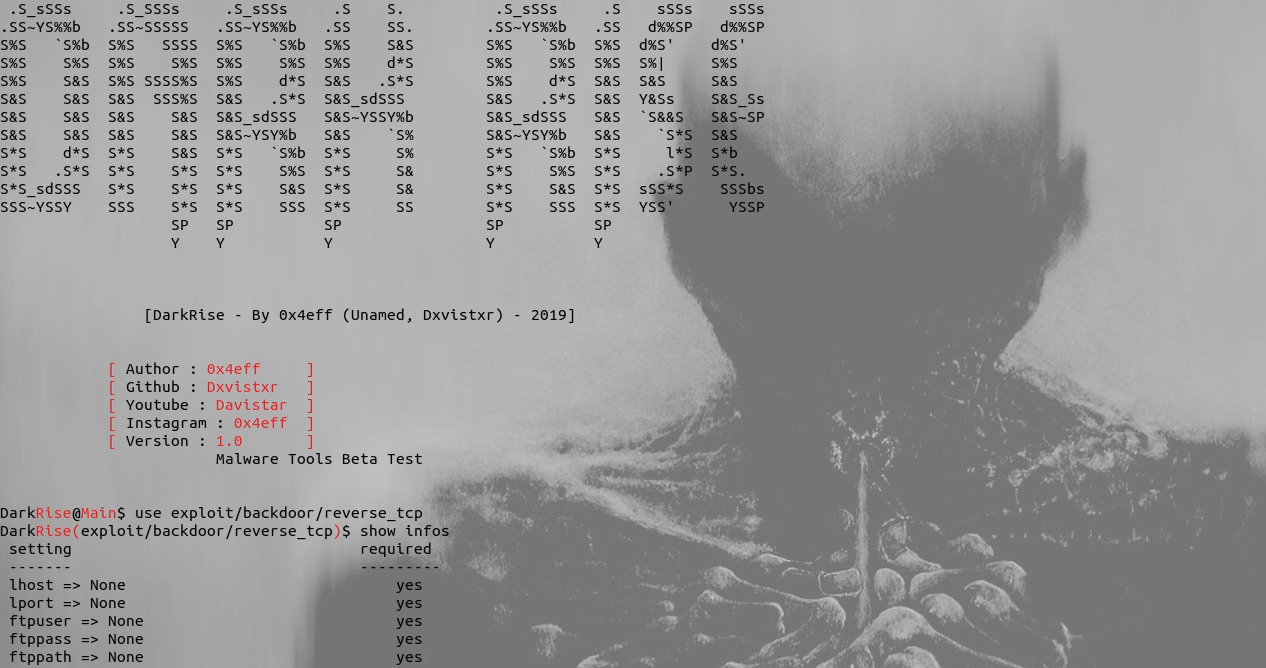 .S_sSSs     .S_SSSs     .S_sSSs     .S    S.          .S_sSSs     .S    sSSs    sSSs
.SS~YS%%b   .SS~SSSSS   .SS~YS%%b   .SS    SS.        .SS~YS%%b   .SS   d%%SP   d%%SP
S%S   `S%b  S%S   SSSS  S%S   `S%b  S%S    S&S        S%S   `S%b  S%S  d%S'    d%S'
S%S    S%S  S%S    S%S  S%S    S%S  S%S    d*S        S%S    S%S  S%S  S%|     S%S
S%S    S&S  S%S SSSS%S  S%S    d*S  S&S   .S*S        S%S    d*S  S&S  S&S     S&S
S&S    S&S  S&S  SSS%S  S&S   .S*S  S&S_sdSSS         S&S   .S*S  S&S  Y&Ss    S&S_Ss
S&S    S&S  S&S    S&S  S&S_sdSSS   S&S~YSSY%b        S&S_sdSSS   S&S  `S&&S   S&S~SP
S&S    S&S  S&S    S&S  S&S~YSY%b   S&S    `S%        S&S~YSY%b   S&S    `S*S  S&S
S*S    d*S  S*S    S&S  S*S   `S%b  S*S     S%        S*S   `S%b  S*S     l*S  S*b
S*S   .S*S  S*S    S*S  S*S    S%S  S*S     S&        S*S    S%S  S*S    .S*P  S*S.
S*S_sdSSS   S*S    S*S  S*S    S&S  S*S     S&        S*S    S&S  S*S  sSS*S    SSSbs
SSS~YSSY    SSS    S*S  S*S    SSS  S*S     SS        S*S    SSS  S*S  YSS'      YSSP
                   SP   SP          SP                SP          SP
                   Y    Y           Y                 Y           Y
[DarkRise - By 0x4eff (Unamed, Dxvistxr) - 2019]
[ Author : 0x4eff ]
[ Github : Dxvistxr ]
[ Youtube : Davistar ]
[ Instagram : 0x4eff ]
[ Version : 1.0 ]
Malware Tools Beta Test
DarkRise@Main$ use exploit/backdoor/reverse_tcp
DarkRise(exploit/backdoor/reverse_tcp)$ show infos
setting required
------- ---------
lhost => None yes
lport => None yes
ftpuser => None yes
ftppass => None yes
ftppath => None yes